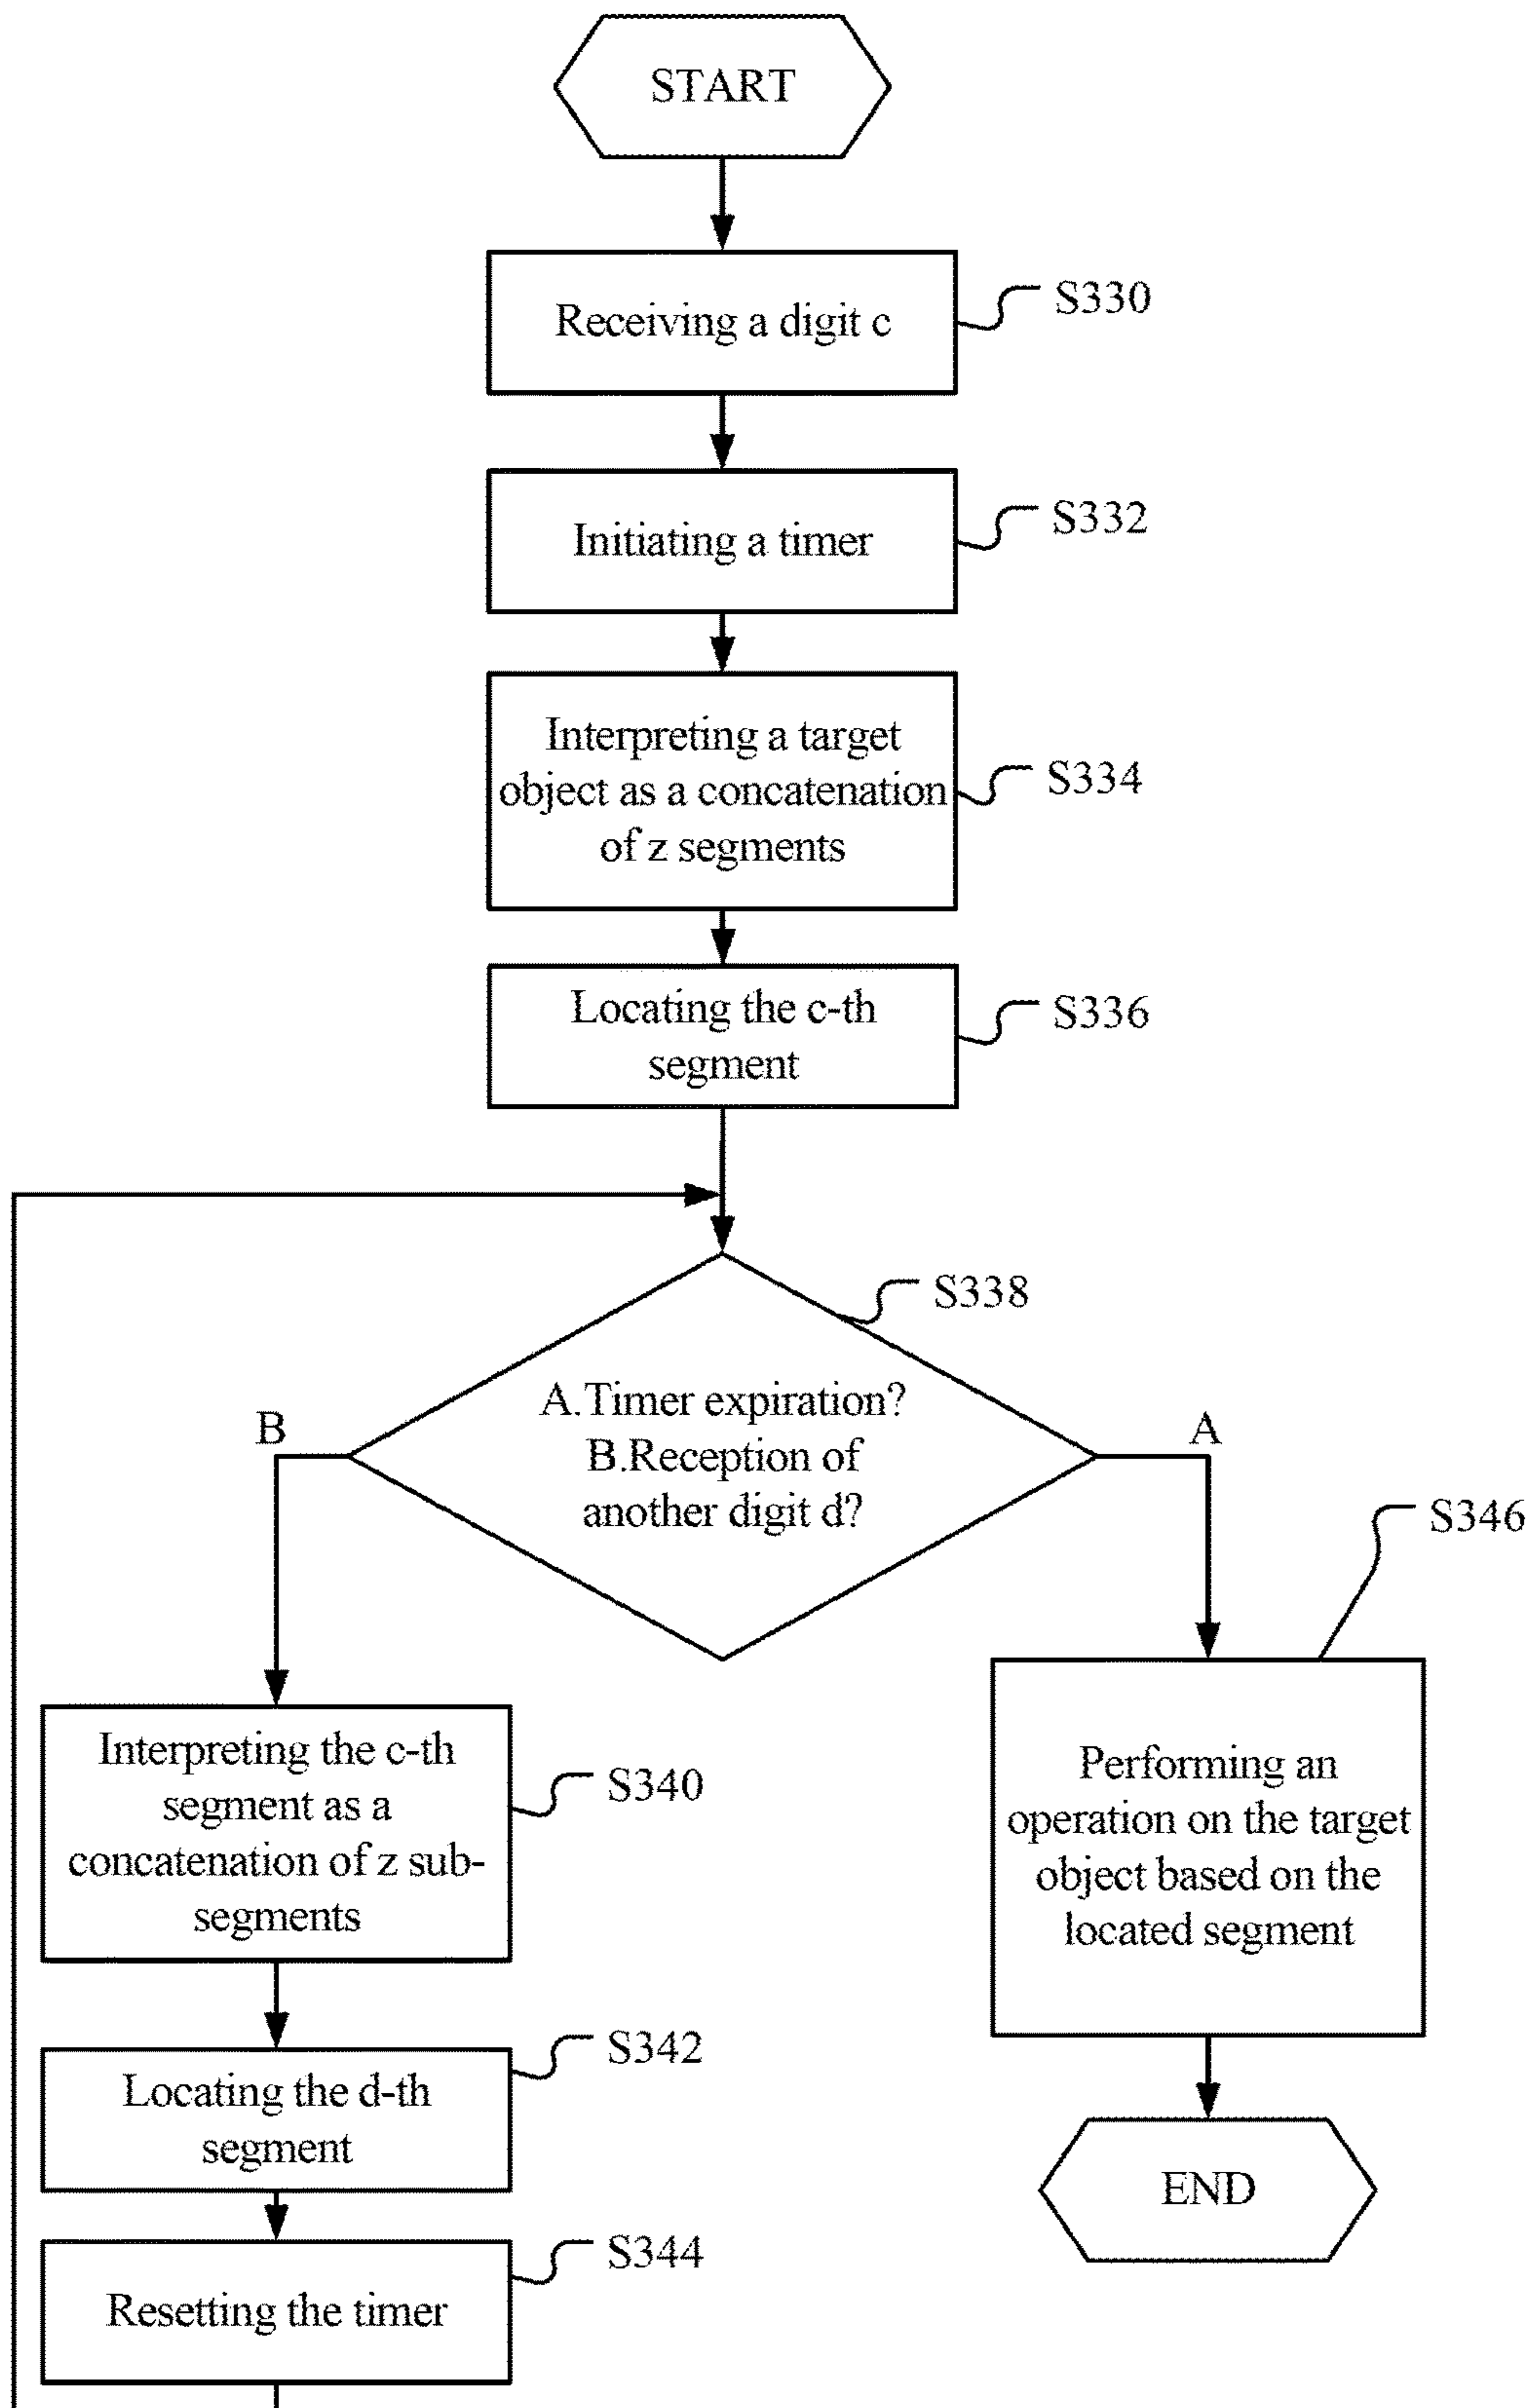 START
Receiving a digit c
S330
Initiating a timer
S332
Interpreting a target
object as a concatenation
of z segments
S334
Locating the c-th
segment
S336
S338
A.Timer expiration?
B.Reception of
another digit d?
B
A
S346
Interpreting the c-th
segment as a
concatenation of z sub-
segments
S340
Performing an
operation on the target
object based on the
located segment
Locating the d-th
segment
S342
END
Resetting the timer
S344